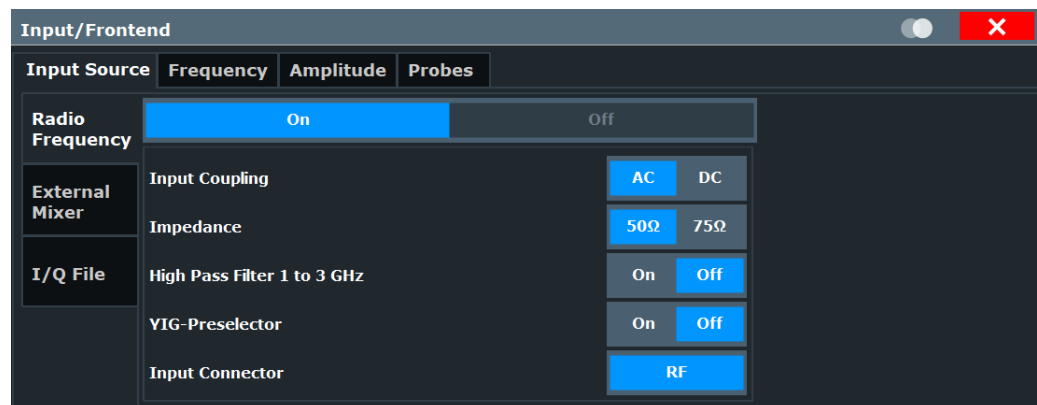 Input/Frontend
Input Source Frequency Amplitude Probes
Radio Frequency
On Off
Input Coupling AC DC
External Mixer
Impedance 50Ω 75Ω
I/Q File
High Pass Filter 1 to 3 GHz On Off
YIG-Preselector On Off
Input Connector RF